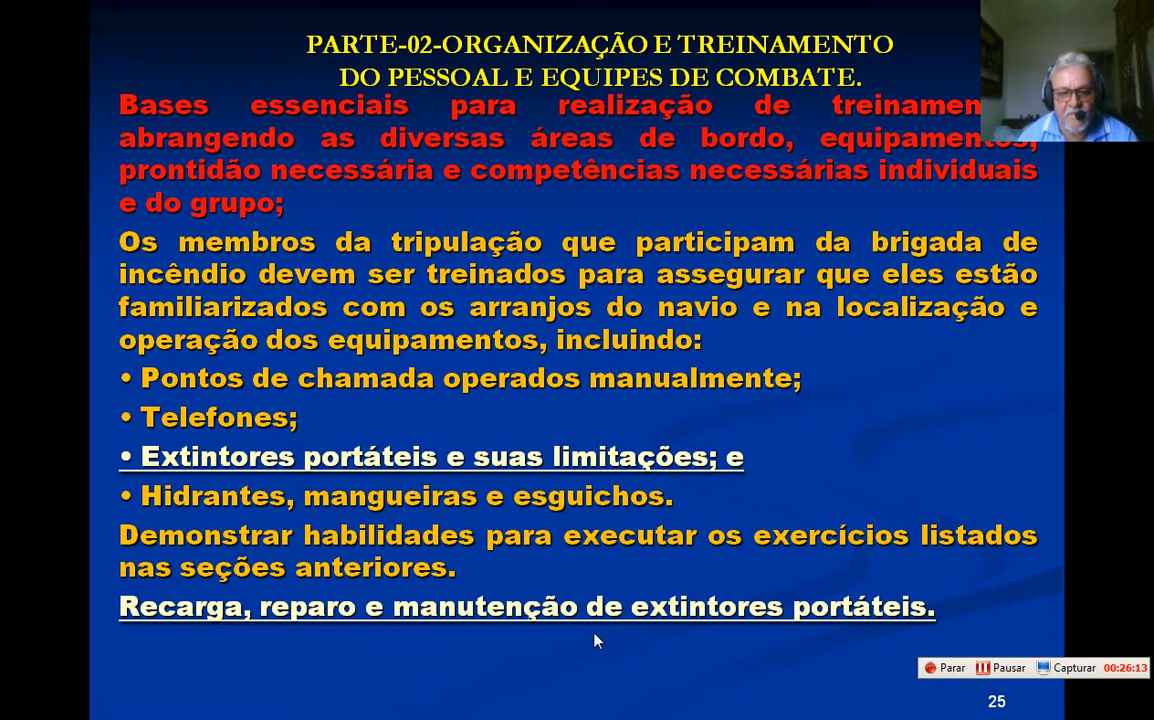 PARTE-02-ORGANIZAÇÃO E TREINAMENTO
DO PESSOAL E EQUIPES DE COMBATE.
Bases essenciais para realização de
abrangendo as diversas áreas de bordo, equipamentos,
prontidão necessária e competências necessárias individuais
e do grupo;
Os membros da tripulação que participam da brigada de
incêndio devem ser treinados para assegurar que eles estão
familiarizados com os arranjos do navio e na localização e
operação dos equipamentos, incluindo:
• Pontos de chamada operados manualmente;
• Telefones;
• Extintores portáteis e suas limitações; e
• Hidrantes, mangueiras e esguichos.
Demonstrar habilidades para executar os exercícios listados
nas seções anteriores.
Recarga, reparo e manutenção de extintores portáteis.
Parar Pausar Capturar 00:26:13
25